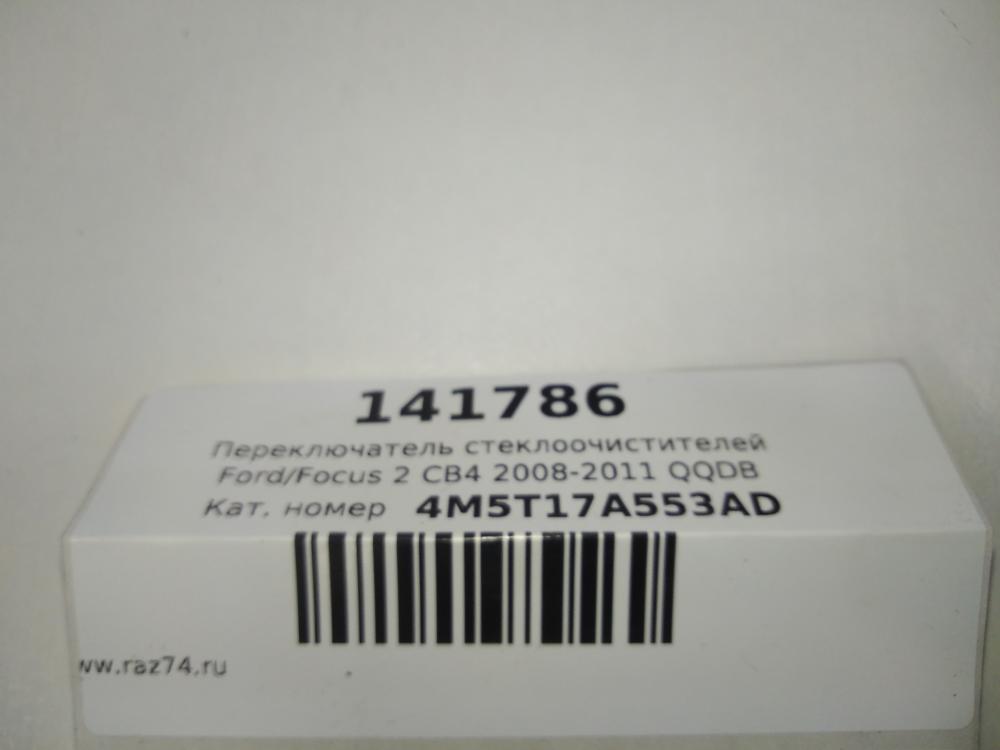 141786
Переключатель стеклоочистителей
Ford/Focus 2 CB4 2008-2011 QQDB
Кат. номер 4M5T17A553AD
ww.raz74.ru